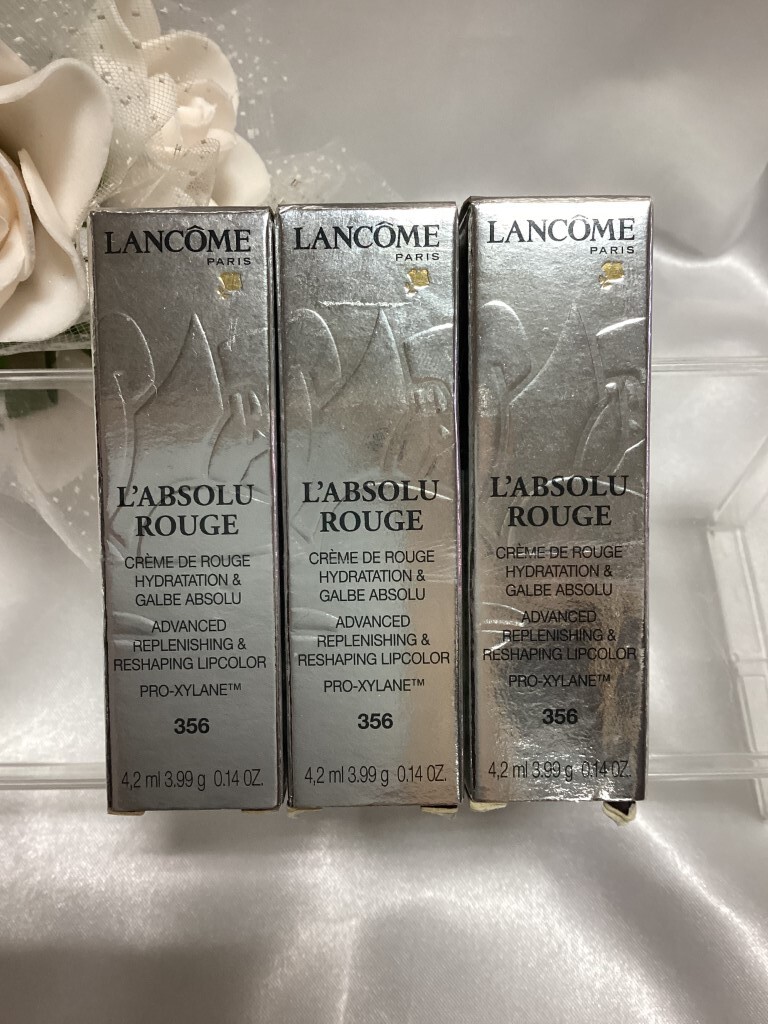 LANCÔME
PARIS
L'ABSOLU
ROUGE
CRÈME DE ROUGE
HYDRATATION &
GALBE ABSOLU
ADVANCED
REPLENISHING &
RESHAPING LIPCOLOR
PRO-XYLANE™
356
4,2 ml 3.99 g 0.14 OZ.
LANCÔME
PARIS
L'ABSOLU
ROUGE
CRÈME DE ROUGE
HYDRATATION &
GALBE ABSOLU
ADVANCED
REPLENISHING &
RESHAPING LIPCOLOR
PRO-XYLANE™
356
4,2 ml 3.99 g 0.14 OZ.
LANCÔME
PARIS
L'ABSOLU
ROUGE
CRÈME DE ROUGE
HYDRATATION &
GALBE ABSOLU
ADVANCED
REPLENISHING &
RESHAPING LIPCOLOR
PRO-XYLANE™
356
4,2 ml 3.99 g 0.14 OZ.